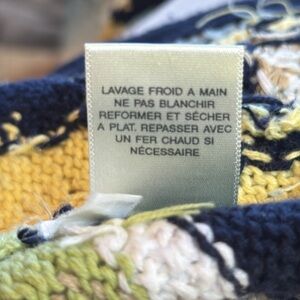 LAVAGE FROID A MAIN
NE PAS BLANCHIR
REFORMER ET SÉCHER
A PLAT. REPASSER AVEC
UN FER CHAUD SI
NÉCESSAIRE